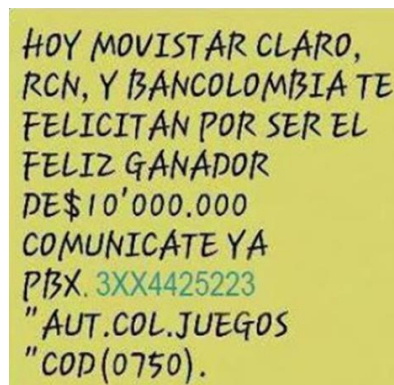 HOY MOVISTAR CLARO,
RCN, Y BANCOLOMBIA TE
FELICITAN POR SER EL
FELIZ GANADOR
DE$10'000.000
COMUNICATE YA
PBX. 3XX4425223
"AUT.COL.JUEGOS
"COD(0750).